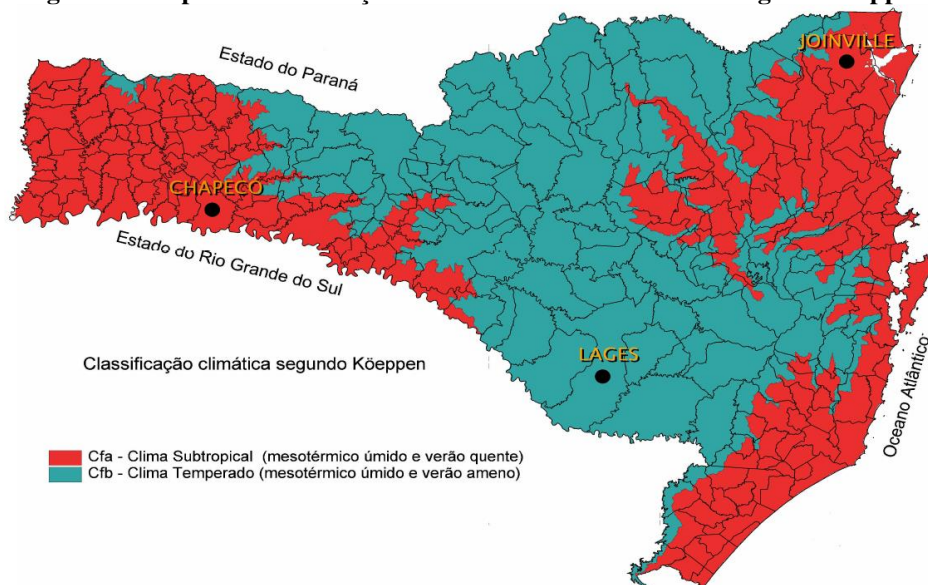 JOINVILLE
Estado do Paraná
CHAPECO
Estado do Rio Grande do Sul
LAGES
Classificação climática segundo Köeppen
Oceano Atlântico
Cfa - Clima Subtropical (mesotérmico úmido e verão quente)
Cfb - Clima Temperado (mesotérmico úmido e verão ameno)